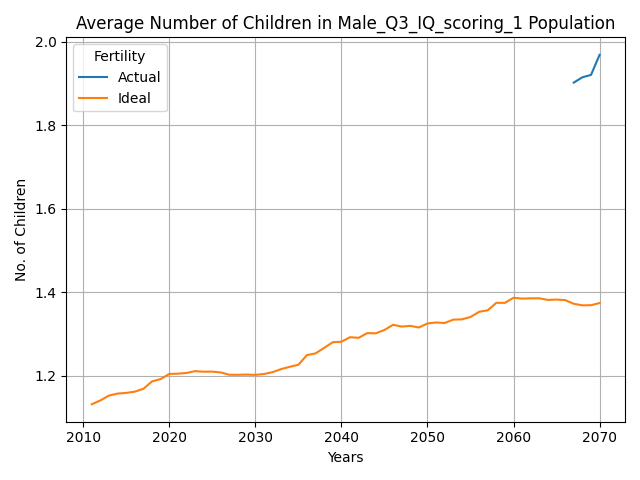 Average Number of Children in Male_Q3_IQ_scoring_1 Population
Fertility
Actual
Ideal
No. of Children
2.0
1.8
1.6
1.4
1.2
2010 2020 2030 2040 2050 2060 2070
Years